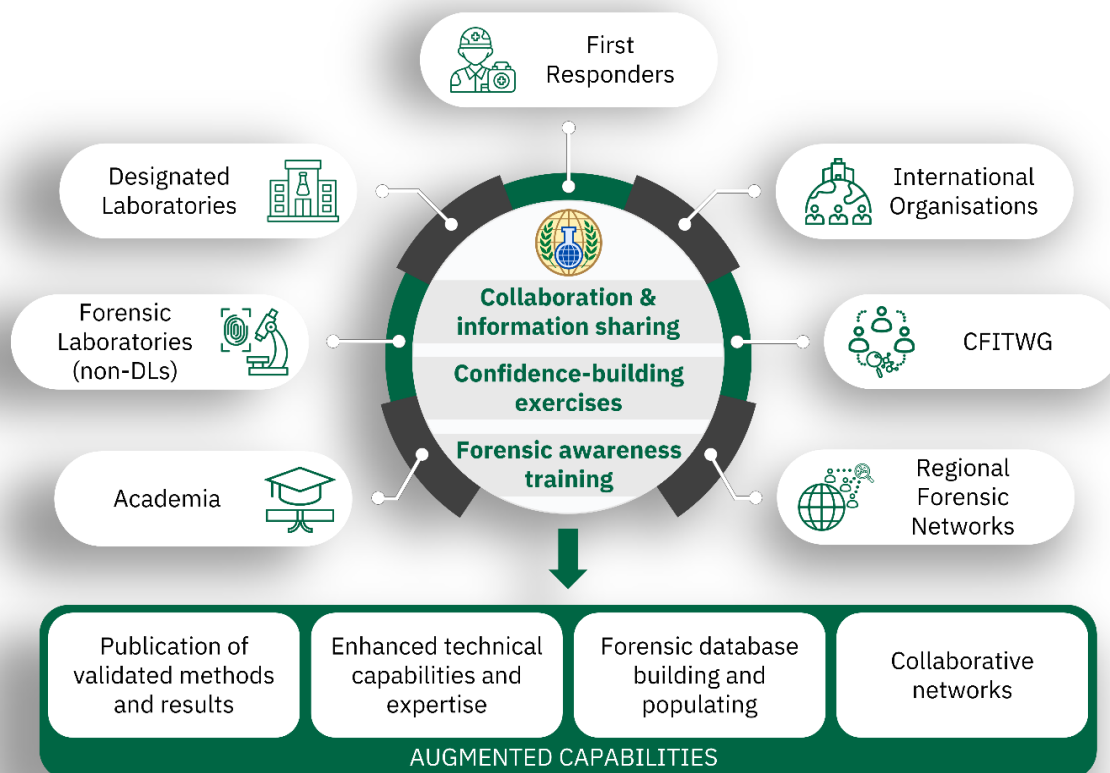 First
Responders
Designated
Laboratories
International
Organisations
Forensic
Laboratories
(non-DLs)
CFITWG
Academia
Regional
Forensic
Networks
Collaboration &
information sharing
Confidence-building
exercises
Forensic awareness
training
Publication of
validated methods
and results
Enhanced technical
capabilities and
expertise
Forensic database
building and
populating
Collaborative
networks
AUGMENTED CAPABILITIES